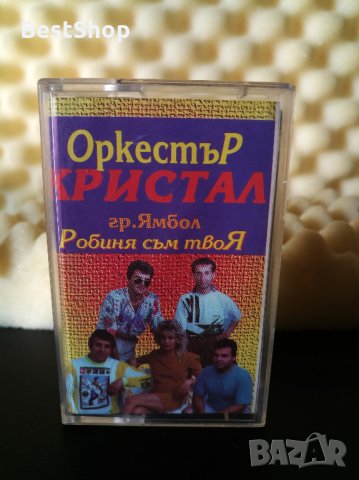 BestShop
ОркестъР
КРИСТАЛ
гр.Ямбол
Робиня съм твоЯ
BAZAR